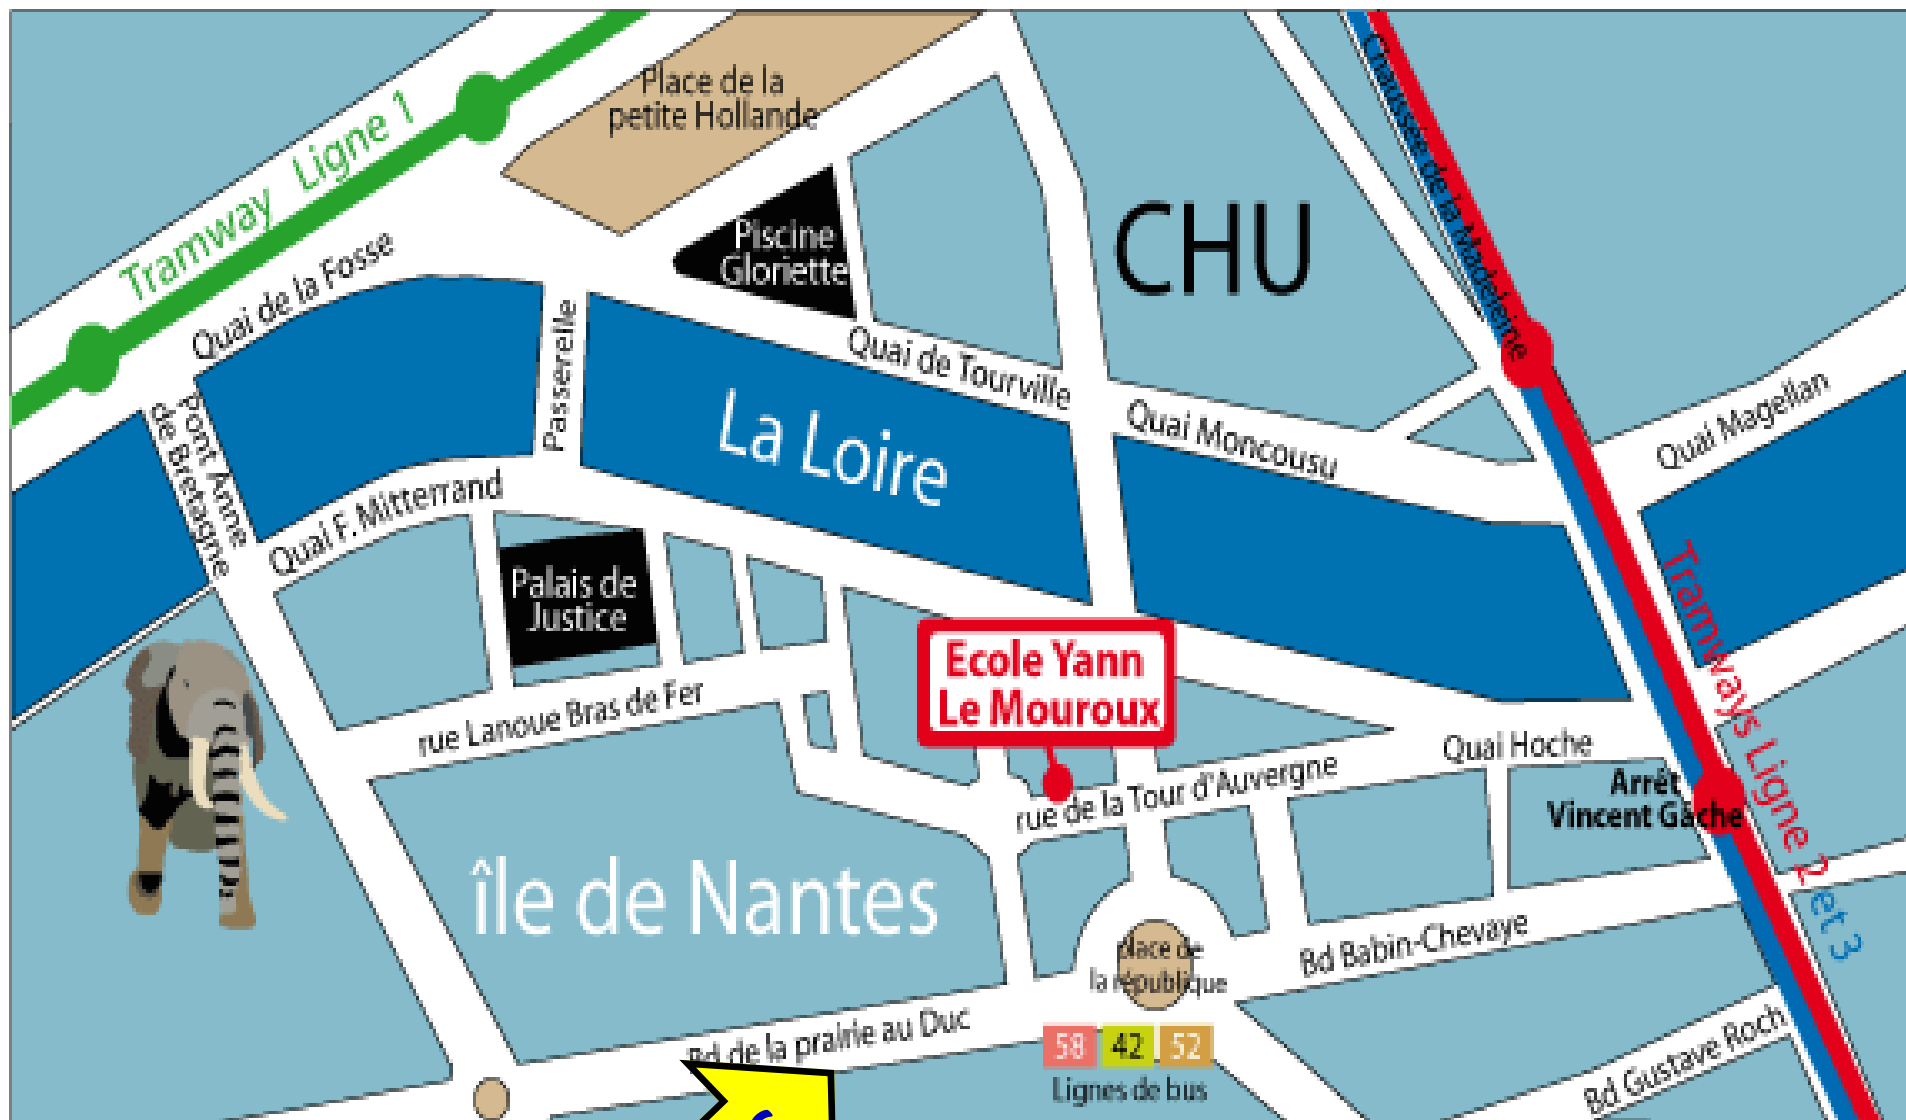 Place de la
petite Hollande
Tramway Ligne 1
Chaussée de la Madeleine
Quai de la Fosse
Piscine
Gloriette
CHU
Passerelle
Quai de Tourville
Pont Anne
de Bretagne
La Loire
Quai Moncousu
Quai Magellan
Quai F. Mitterrand
Palais de
Justice
Ecole Yann
Le Mouroux
Tramways Ligne 2 et 3
rue Lanoue Bras de Fer
Quai Hoche
rue de la Tour d'Auvergne
Arrêt
Vincent Gâche
île de Nantes
place de
la république
Bd Babin-Chevaye
Bd de la prairie au Duc
58 42 52
Lignes de bus
Bd Gustave Roch